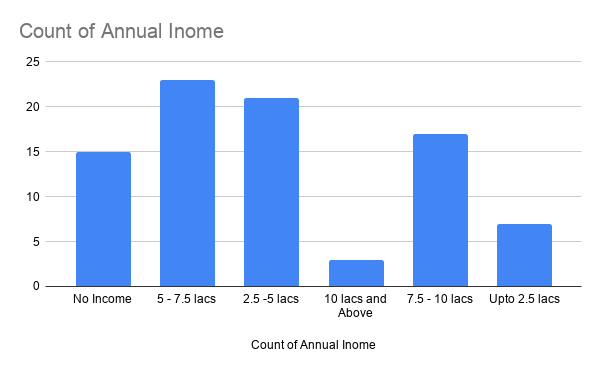 Count of Annual Inome
25
20
15
10
5
0
No Income
5 - 7.5 lacs
2.5 -5 lacs
10 lacs and
Above
7.5 - 10 lacs
Upto 2.5 lacs
Count of Annual Inome